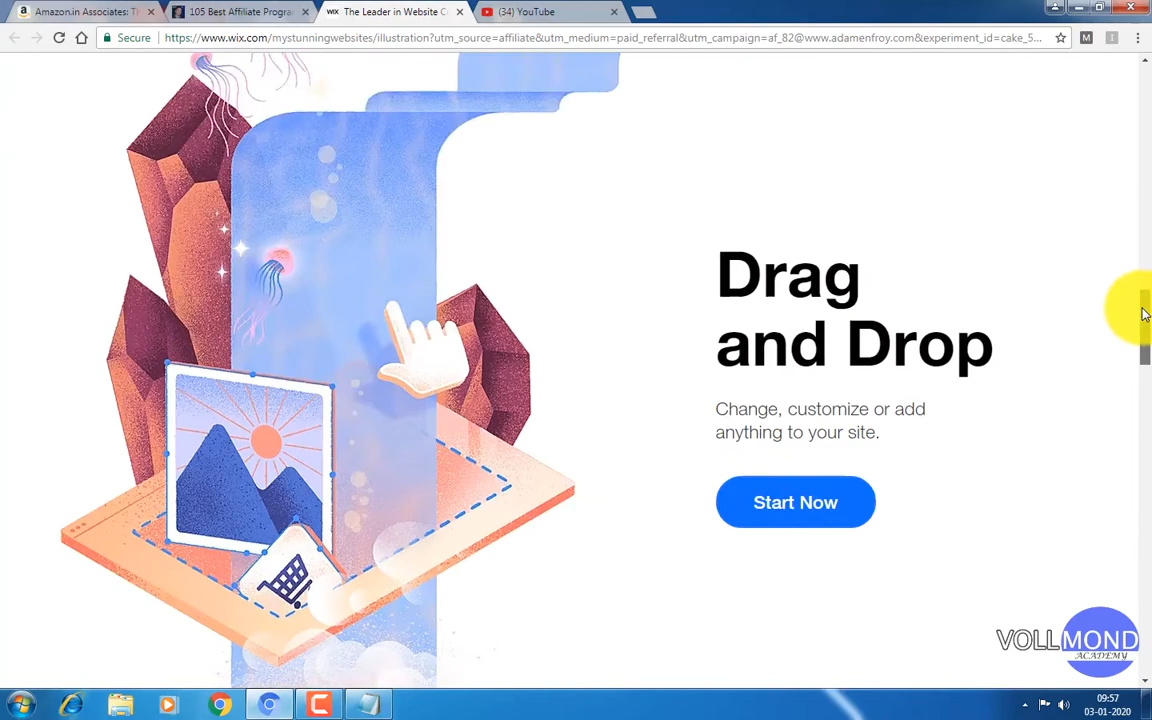 Amazon.in Associates: Th
105 Best Affiliate Progra
WIX The Leader in Website C
(34) YouTube
Secure https://www.wix.com/mystunningwebsites/illustration?utm_source=affiliate&utm_medium=paid_referral&utm_campaign=af_82@www.adamenfroy.com&experiment_id=cake_5...
Drag
and Drop
Change, customize or add
anything to your site.
Start Now
VOLLMOND
ACADEMY
09:57
03-01-2020